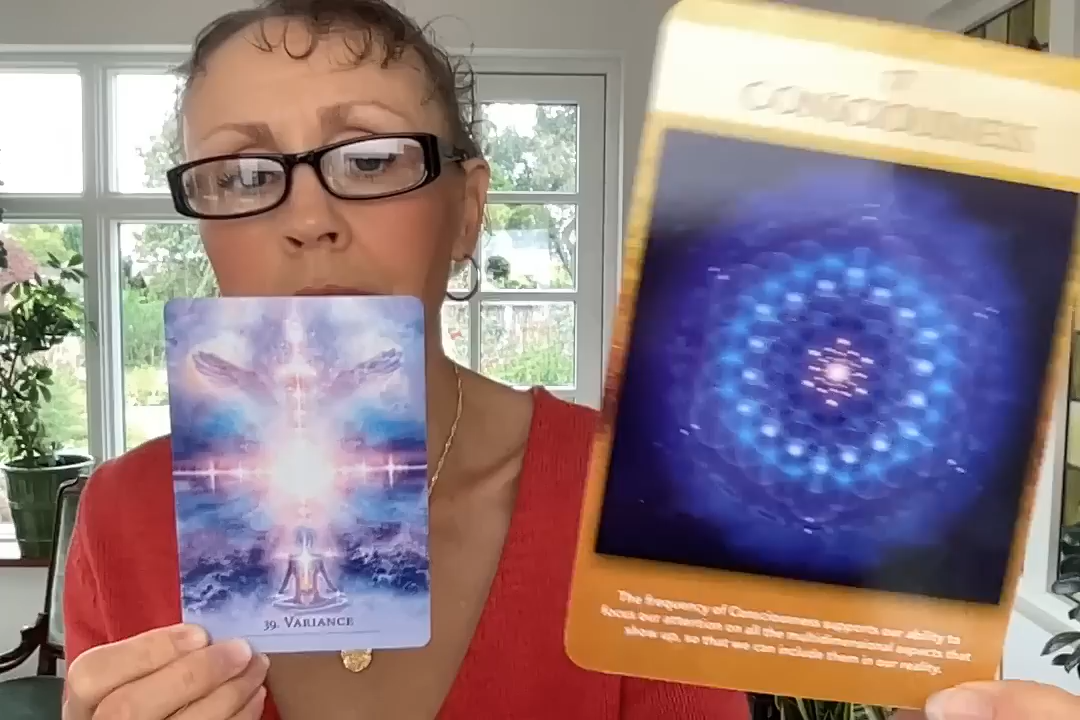 39. VARIANCE
CONSCIOUSNESS
The frequency of Consciousness supports our ability to
focus our attention on all the multidimensional aspects that
show up, so that we can include them in our reality.